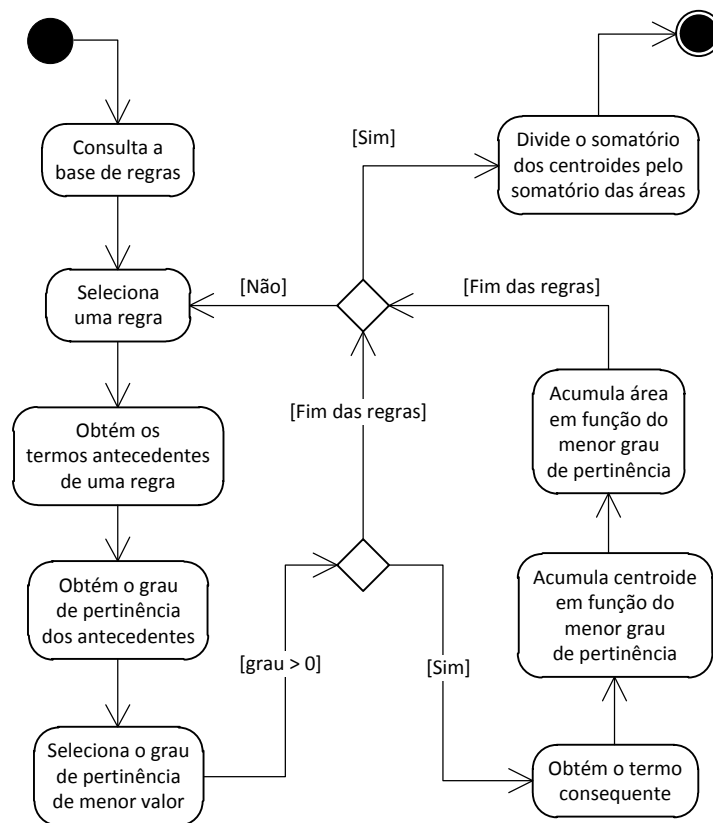 Consulta a
base de regras
[Sim]
Divide o somatório
dos centroides pelo
somatório das áreas
Seleciona
uma regra
[Não]
[Fim das regras]
Obtém os
termos antecedentes
de uma regra
[Fim das regras]
Acumula área
em função do
menor grau
de pertinência
Obtém o grau
de pertinência
dos antecedentes
Acumula centroide
em função do
menor grau
de pertinência
[grau > 0]
[Sim]
Seleciona o grau
de pertinência
de menor valor
Obtém o termo
consequente